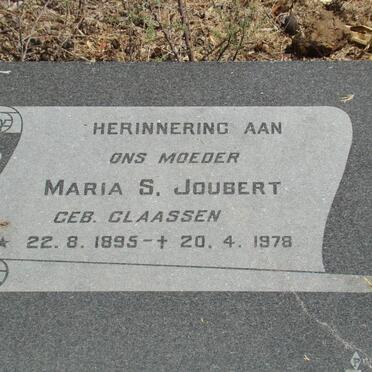 HERINNERING AAN
ONS MOEDER
MARIA S. JOUBERT
GEB. CLAASSEN
★ 22.8.1895 – † 20.4.1978